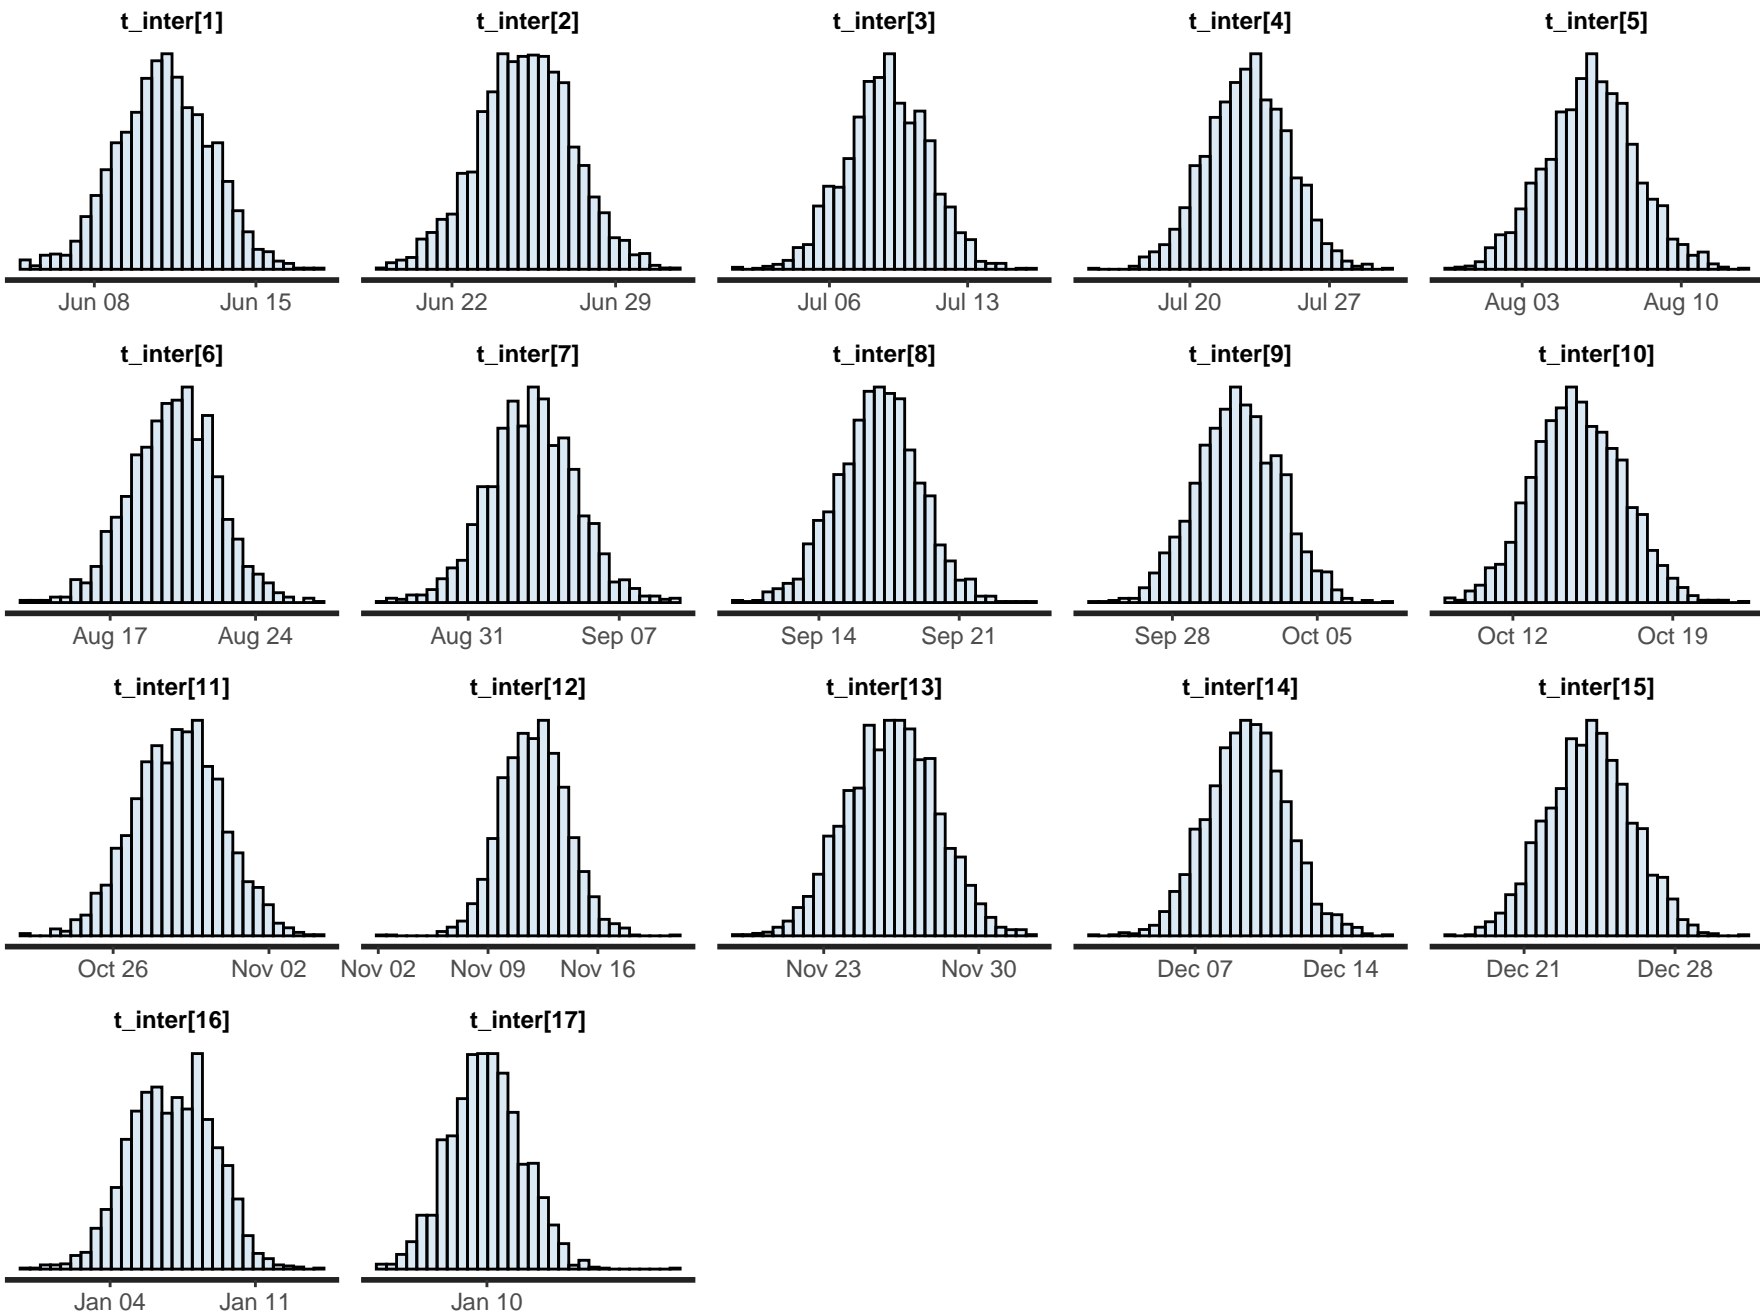 t_inter[1] t_inter[2] t_inter[3] t_inter[4] t_inter[5]
Jun 08 Jun 15 Jun 22 Jun 29 Jul 06 Jul 13 Jul 20 Jul 27 Aug 03 Aug 10
t_inter[6] t_inter[7] t_inter[8] t_inter[9] t_inter[10]
Aug 17 Aug 24 Aug 31 Sep 07 Sep 14 Sep 21 Sep 28 Oct 05 Oct 12 Oct 19
t_inter[11] t_inter[12] t_inter[13] t_inter[14] t_inter[15]
Oct 26 Nov 02 Nov 02 Nov 09 Nov 16 Nov 23 Nov 30 Dec 07 Dec 14 Dec 21 Dec 28
t_inter[16] t_inter[17]
Jan 04 Jan 11 Jan 10